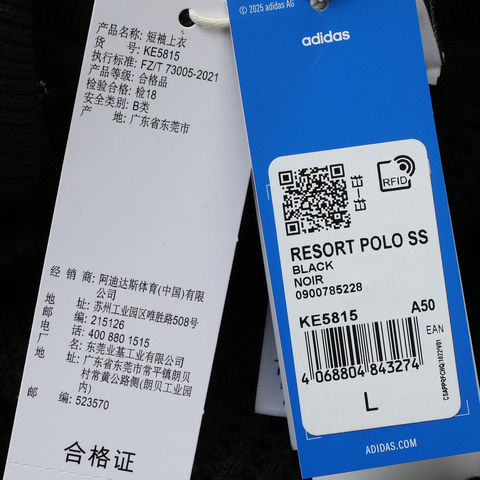 产品名称: 短袖上衣
货 号: KE5815
执行标准: FZ/T 73005-2021
产品等级: 合格品
检验合格: 检18
安全类别: B类
产 地: 广东省东莞市
经 销 商: 阿迪达斯体育(中国)有限
公司
地 址: 苏州工业园区唯胜路508号
邮 编: 215126
电 话: 400 880 1515
厂 名: 东莞业基工业有限公司
地 址: 广东省东莞市常平镇朗贝
村常黄公路侧(朗贝工业园
内)
邮 编: 523570
合格证
© 2025 adidas AG
adidas
RFID
RESORT POLO SS
BLACK
NOIR
0900785228
KE5815 A50
EAN
4 068804 843274
L
ADIDAS.COM